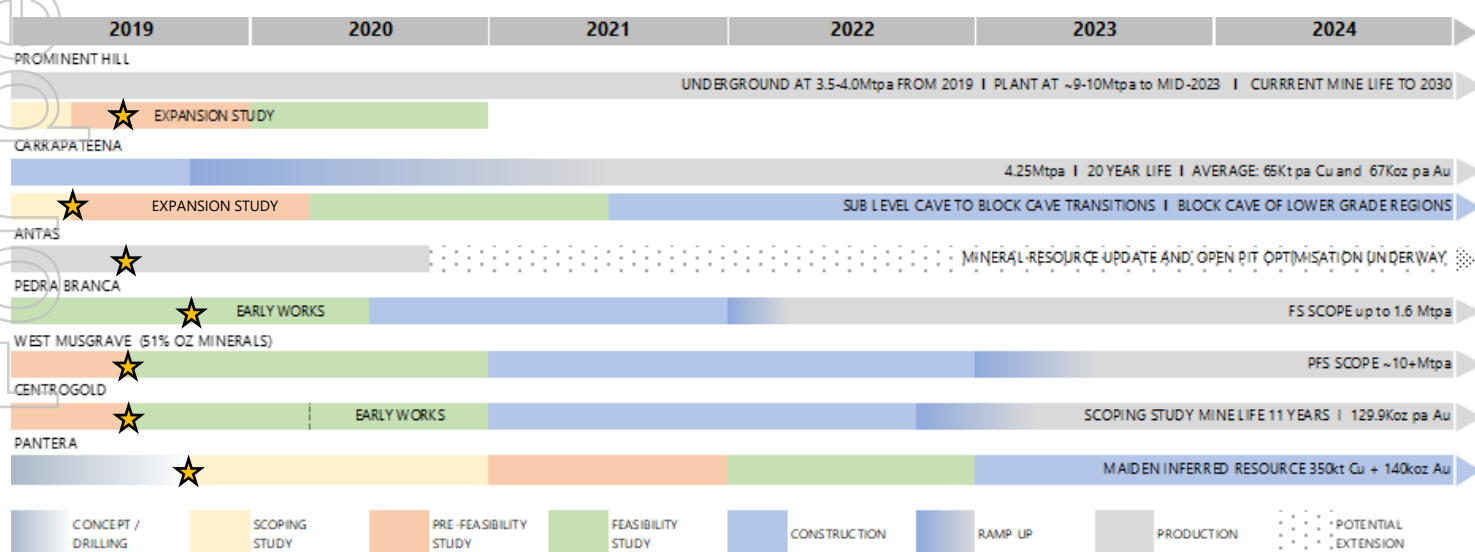 2019 2020 2021 2022 2023 2024
PROMINENT HILL
UNDERGROUND AT 3.5-4.0Mtpa FROM 2019 I PLANT AT ~9-10Mtpa to MID-2023 I CURRRENT MINE LIFE TO 2030
EXPANSION STUDY
CARRAPATEENA
4.25Mtpa I 20 YEAR LIFE I AVERAGE: 65Kt pa Cu and 67Koz pa Au
EXPANSION STUDY SUB LEVEL CAVE TO BLOCK CAVE TRANSITIONS I BLOCK CAVE OF LOWER GRADE REGIONS
ANTAS
MINERAL RESOURCE UPDATE AND OPEN PIT OPTIMISATION UNDERWAY
PEDRA BRANCA
EARLY WORKS FS SCOPE up to 1.6 Mtpa
WEST MUSGRAVE (51% OZ MINERALS)
PFS SCOPE ~10+Mtpa
CENTROGOLD
EARLY WORKS SCOPING STUDY MINE LIFE 11 YEARS I 129.9Koz pa Au
PANTERA
MAIDEN INFERRED RESOURCE 350kt Cu + 140koz Au
CONCEPT / DRILLING
SCOPING STUDY
PRE-FEASIBILITY STUDY
FEASIBILITY STUDY
CONSTRUCTION
RAMP UP
PRODUCTION
POTENTIAL EXTENSION